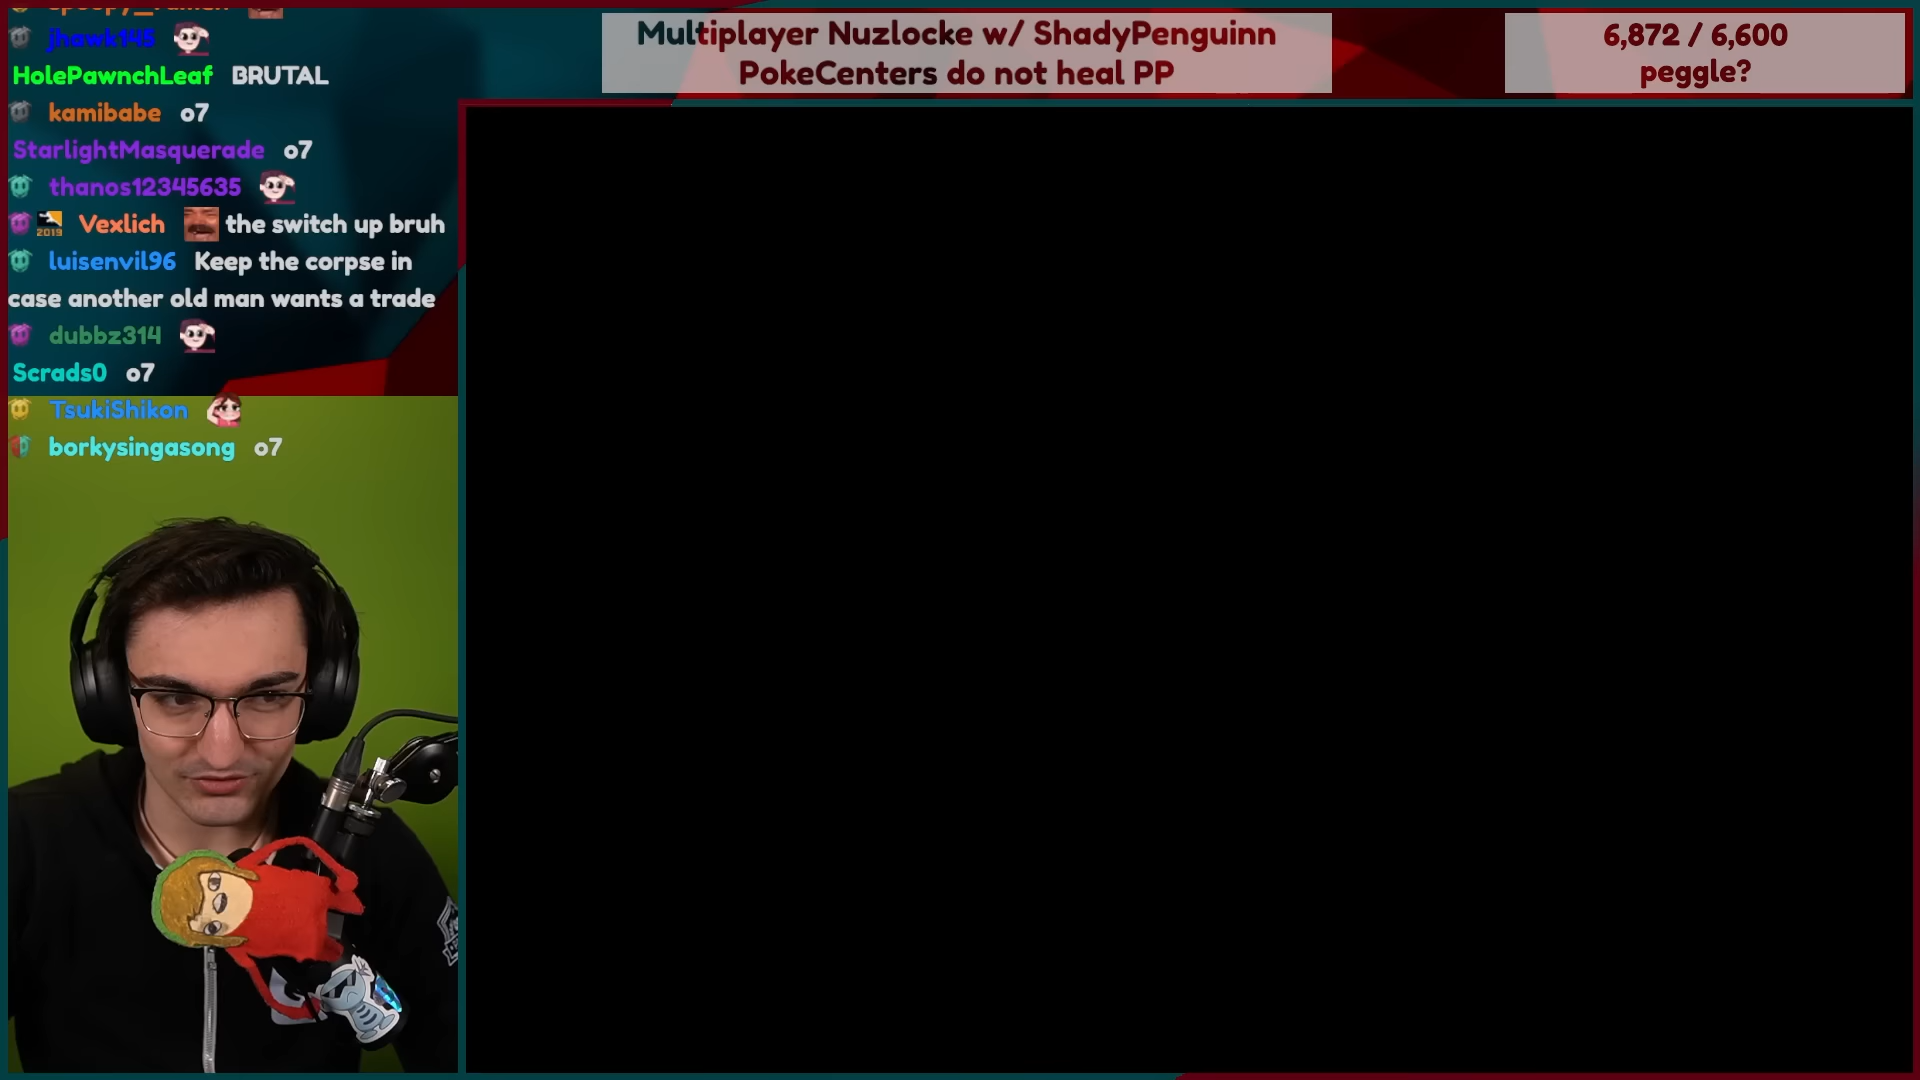 jhawk145
HolePawnchLeaf BRUTAL
kamibabe o7
StarlightMasquerade o7
thanos12345635
2019 Vexlich the switch up bruh
luisenvil96 Keep the corpse in
case another old man wants a trade
dubbz314
Scrads0 o7
TsukiShikon
borkysingasong o7
Multiplayer Nuzlocke w/ ShadyPenguinn
PokeCenters do not heal PP
6,872 / 6,600
peggle?